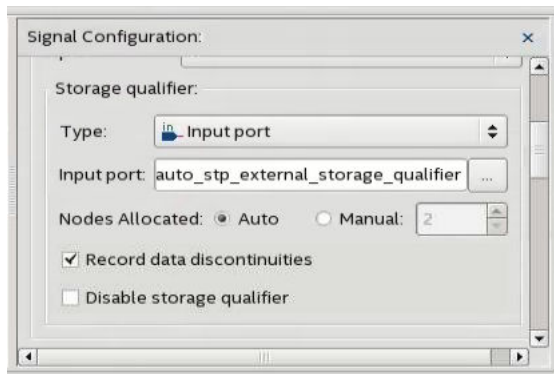 Signal Configuration:
Storage qualifier:
Type: in Input port
Input port: auto_stp_external_storage_qualifier ...
Nodes Allocated: Auto Manual: 2
Record data discontinuities
Disable storage qualifier